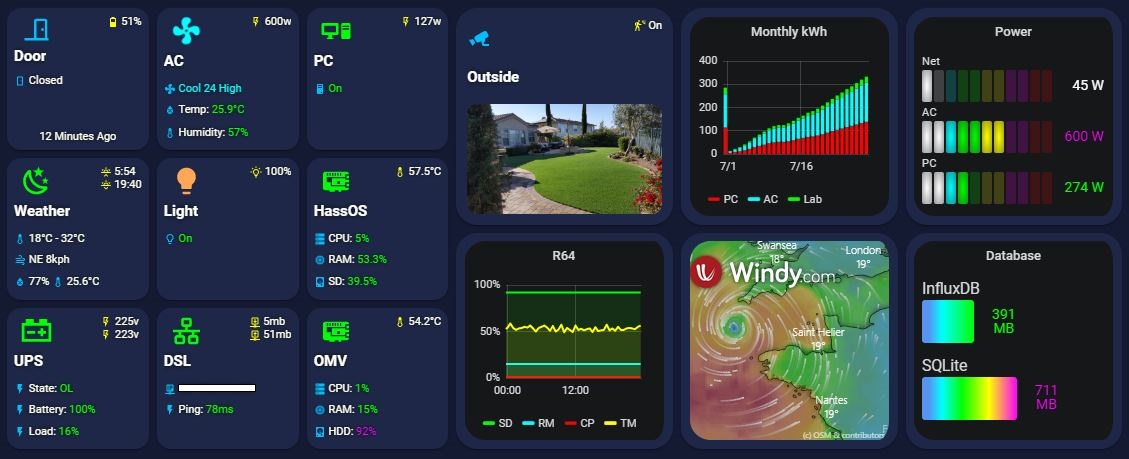 51%
Door
Closed
12 Minutes Ago
600w
AC
Cool 24 High
Temp: 25.9°C
Humidity: 57%
127w
PC
On
5:54
19:40
Weather
18°C - 32°C
NE 8kph
77% 25.6°C
100%
Light
On
57.5°C
HassOS
CPU: 5%
RAM: 53.3%
SD: 39.5%
225v
223v
UPS
State: OL
Battery: 100%
Load: 16%
5mb
51mb
DSL
Ping: 78ms
54.2°C
OMV
CPU: 1%
RAM: 15%
HDD: 92%
On
Outside
Monthly kWh
400
300
200
100
0
7/1 7/16
PC AC Lab
Power
Net
45 W
AC
600 W
PC
274 W
R64
100%
50%
0%
00:00 12:00
SD RM CP TM
Swansea
18°
London
19°
Windy.com
Saint Helier
19°
Nantes
19°
(c) OSM & contributors
Database
InfluxDB
391
MB
SQLite
711
MB